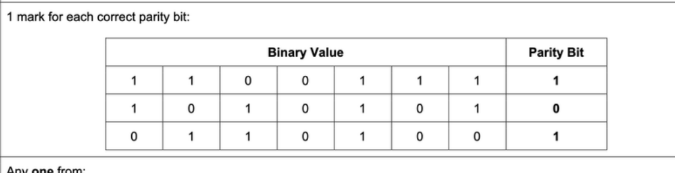 1 mark for each correct parity bit:
Binary Value Parity Bit
1 1 0 0 1 1 1 1
1 0 1 0 1 0 1 0
0 1 1 0 1 0 0 1
Any one from: